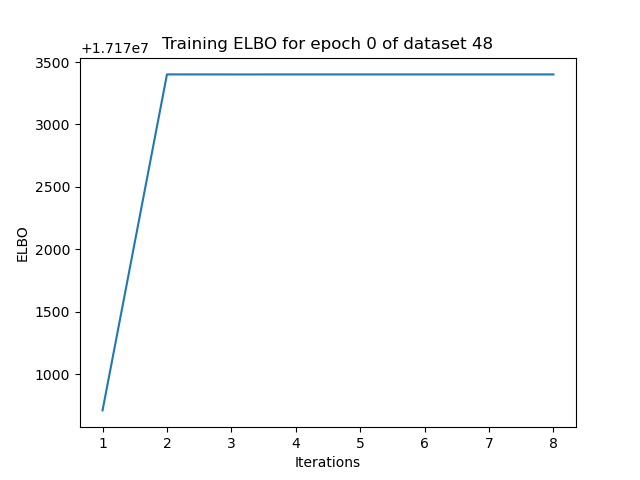 +1.717e7
Training ELBO for epoch 0 of dataset 48
3500
3000
2500
2000
1500
1000
ELBO
1 2 3 4 5 6 7 8
Iterations